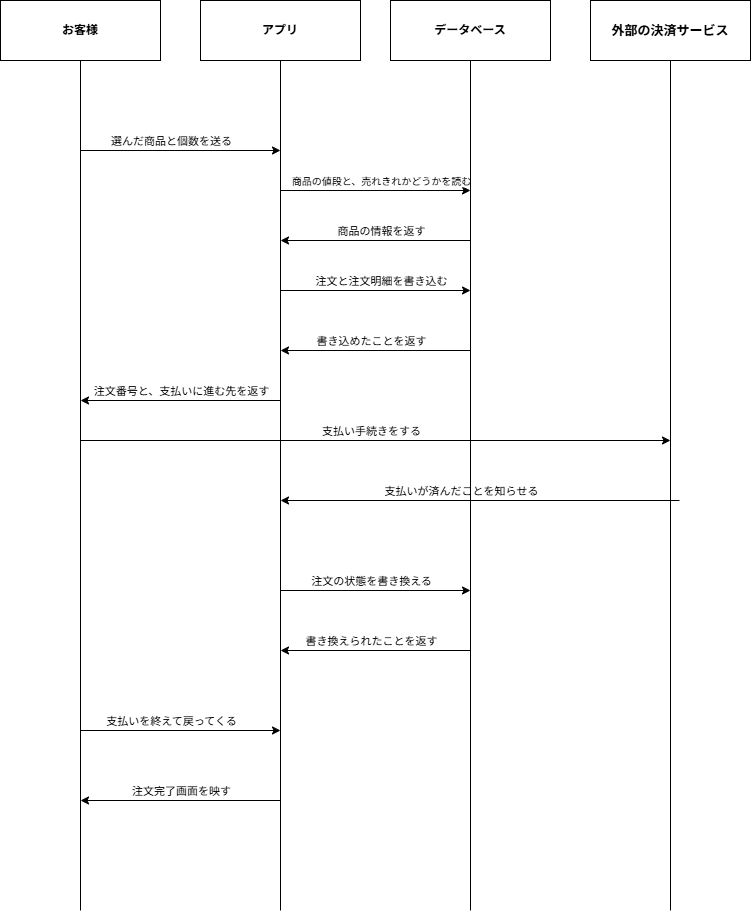 お客様
アプリ
データベース
外部の決済サービス
選んだ商品と個数を送る
商品の値段と、売れきれかどうかを読む
商品の情報を返す
注文と注文明細を書き込む
書き込めたことを返す
注文番号と、支払いに進む先を返す
支払い手続きをする
支払いが済んだことを知らせる
注文の状態を書き換える
書き換えられたことを返す
支払いを終えて戻ってくる
注文完了画面を映す